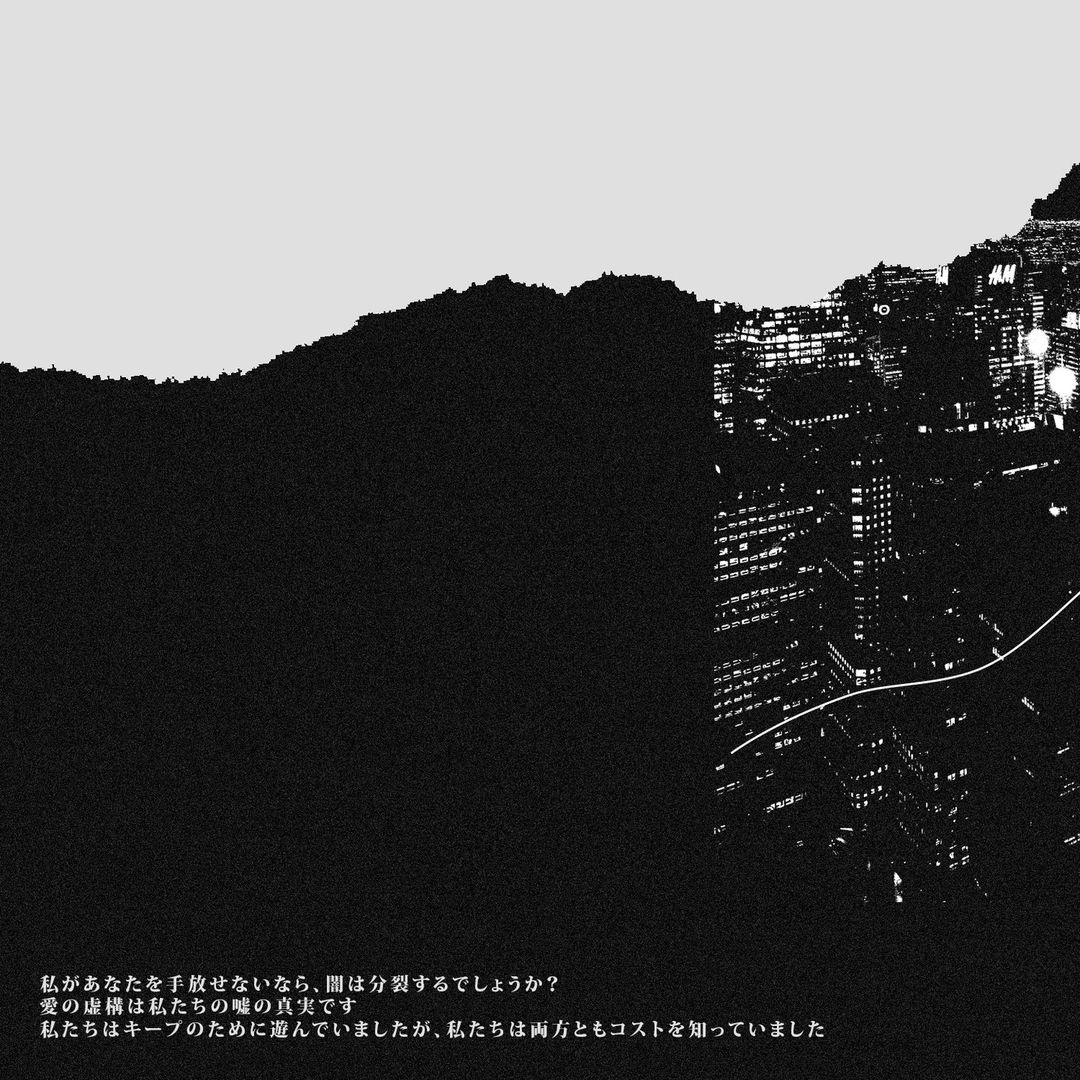 H&M
私があなたを手放せないなら、闇は分裂するでしょうか？
愛の虚構は私たちの嘘の真実です
私たちはキープのために遊んでいましたが、私たちは両方ともコストを知っていました